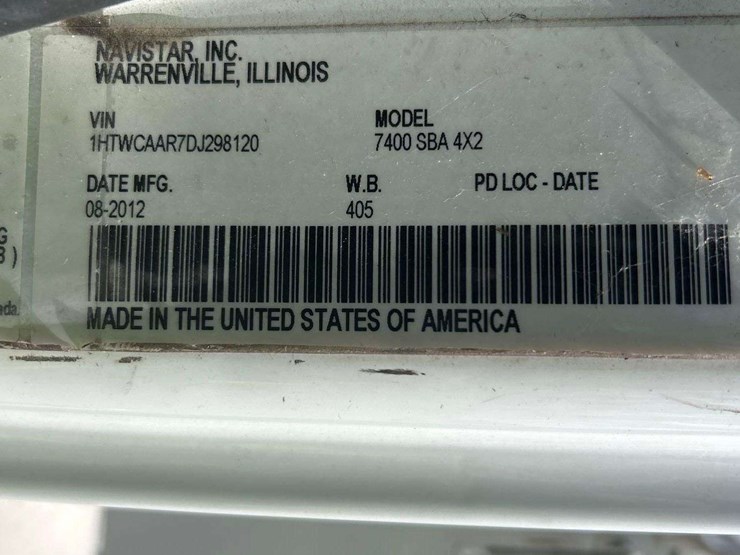 NAVISTAR, INC.
WARRENVILLE, ILLINOIS
VIN MODEL
1HTWCAAR7DJ298120 7400 SBA 4X2
DATE MFG. W.B. PD LOC - DATE
08-2012 405
MADE IN THE UNITED STATES OF AMERICA